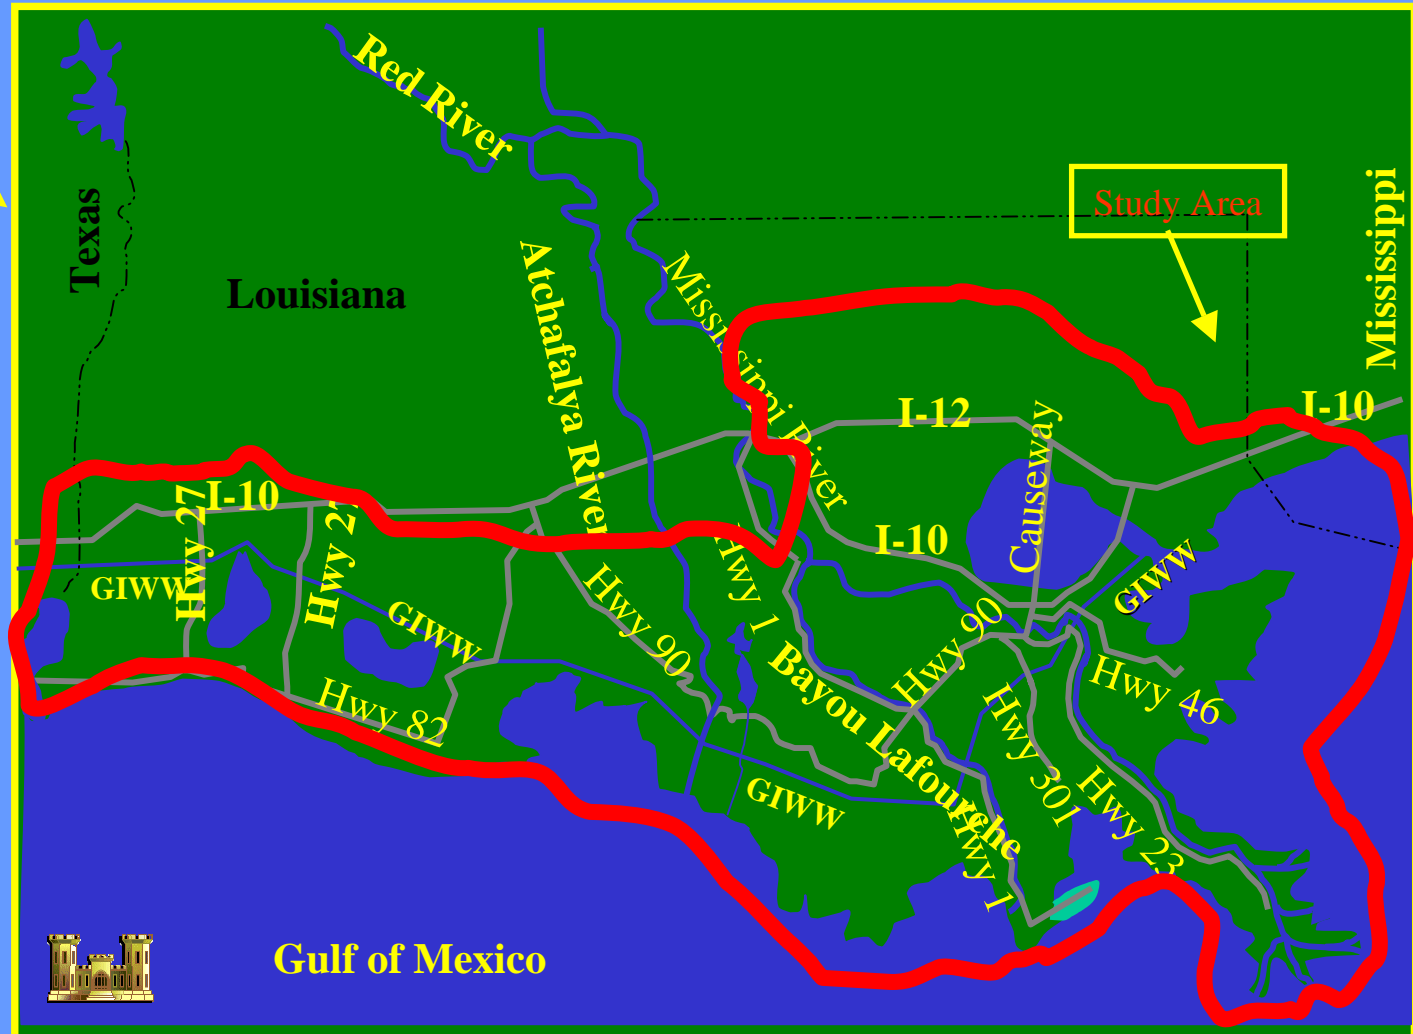 Red River
Study Area
Mississippi
Texas
Louisiana
Atchafalya River
Mississippi River
I-12
I-10
Causeway
I-10
Hwy 27
Hwy 27
I-10
GIWW
GIWW
GIWW
Hwy 90
Hwy 1
Hwy 90
Bayou Lafourche
Hwy 46
Hwy 82
Hwy 301
Hwy 23
GIWW
Hwy 1
Gulf of Mexico